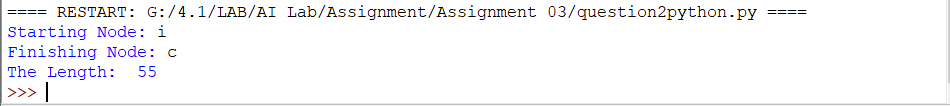 ==== RESTART: G:/4.1/LAB/AI Lab/Assignment/Assignment 03/question2python.py ====
Starting Node: i
Finishing Node: c
The Length:  55
>>>